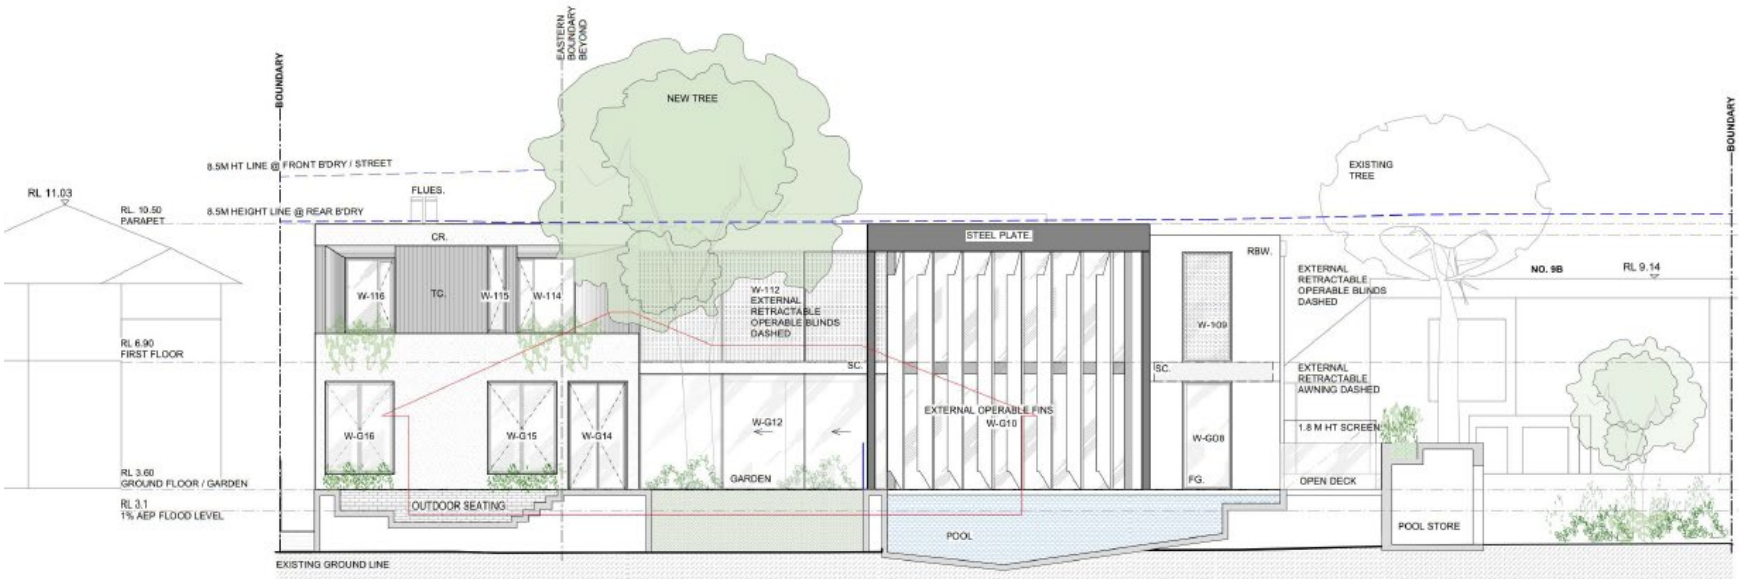 EASTERN
BOUNDARY
BEYOND
BOUNDARY
BOUNDARY
NEW TREE
8.5M HT LINE @ FRONT B'DRY / STREET
EXISTING
TREE
RL 11.03
FLUES.
RL. 10.50
PARAPET
8.5M HEIGHT LINE @ REAR B'DRY
CR.
STEEL PLATE.
RBW.
EXTERNAL
RETRACTABLE
OPERABLE BLINDS
DASHED
NO. 9B
RL 9.14
W-116
TC.
W-115
W-114
W-112
EXTERNAL
RETRACTABLE
OPERABLE BLINDS
DASHED
W-109
RL 6.90
FIRST FLOOR
SC.
SC.
EXTERNAL
RETRACTABLE
AWNING DASHED
EXTERNAL OPERABLE FINS
W-G10
W-G16
W-G15
W-G14
W-G12
W-G08
1.8 M HT SCREEN
RL 3.60
GROUND FLOOR / GARDEN
GARDEN
FG.
OPEN DECK
RL 3.1
1% AEP FLOOD LEVEL
OUTDOOR SEATING
POOL
POOL STORE
EXISTING GROUND LINE